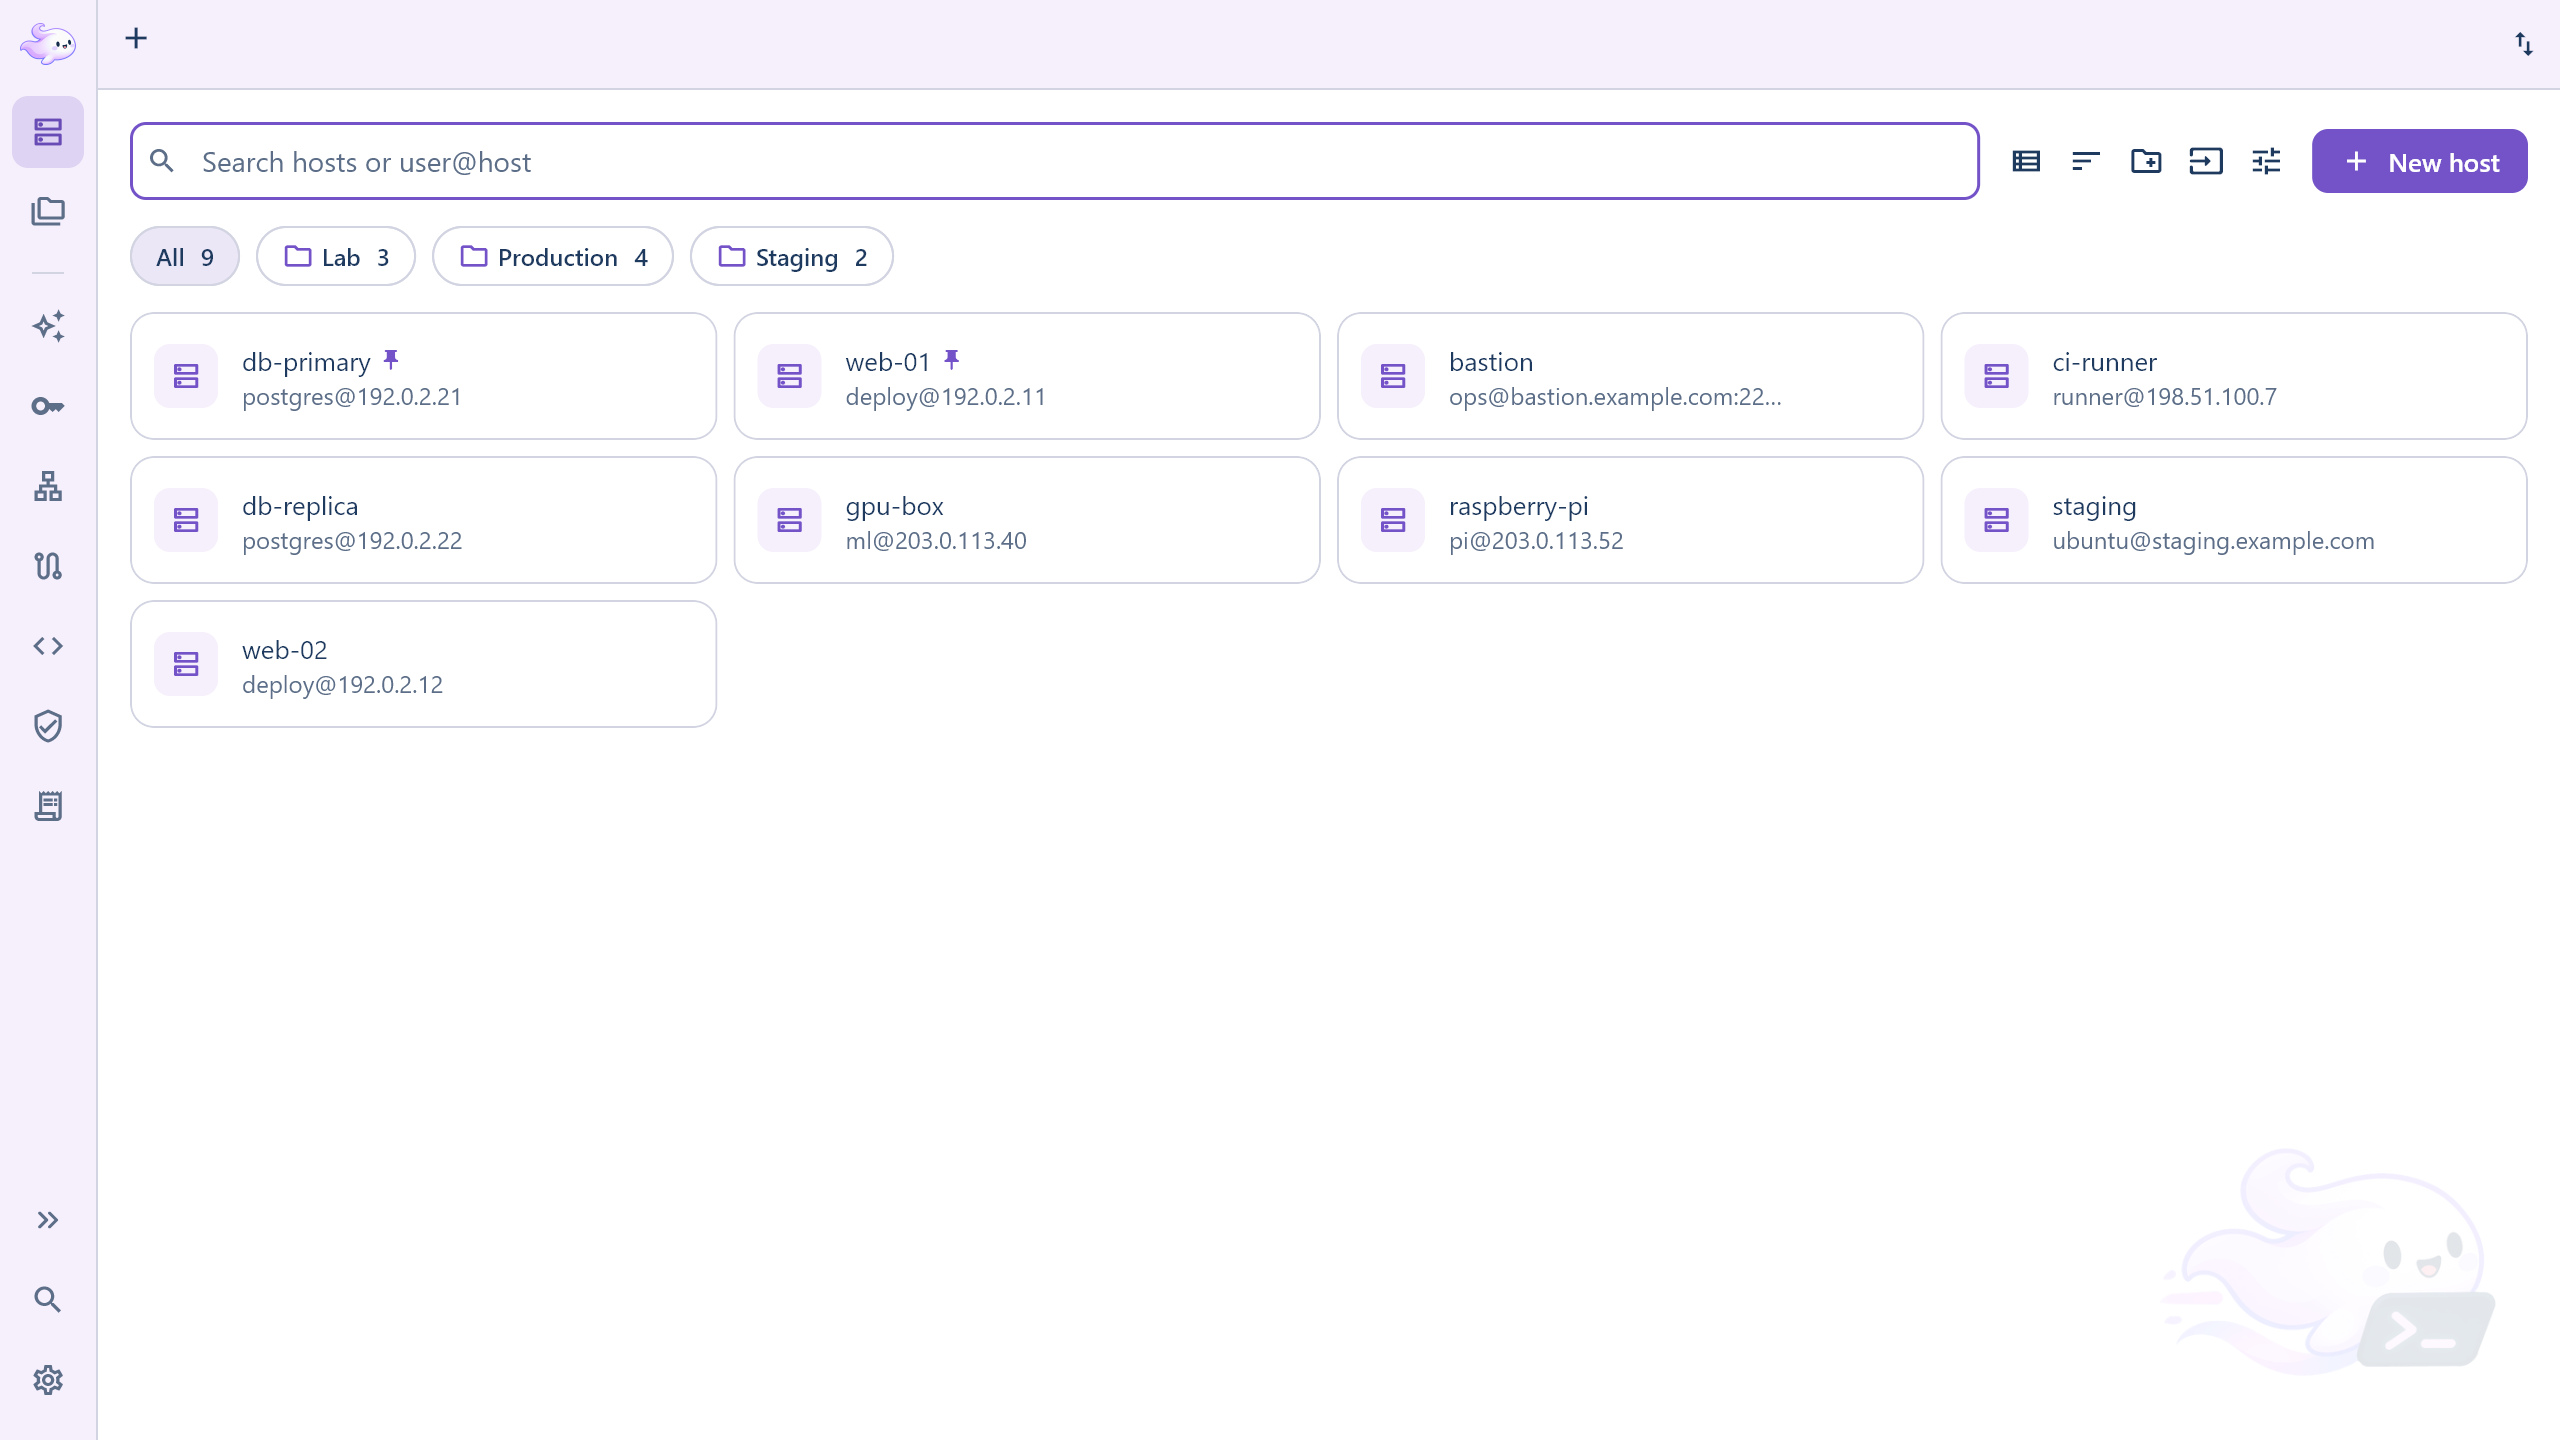 Search hosts or user@host
New host
All 9
Lab 3
Production 4
Staging 2
db-primary
postgres@192.0.2.21
web-01
deploy@192.0.2.11
bastion
ops@bastion.example.com:22...
ci-runner
runner@198.51.100.7
db-replica
postgres@192.0.2.22
gpu-box
ml@203.0.113.40
raspberry-pi
pi@203.0.113.52
staging
ubuntu@staging.example.com
web-02
deploy@192.0.2.12